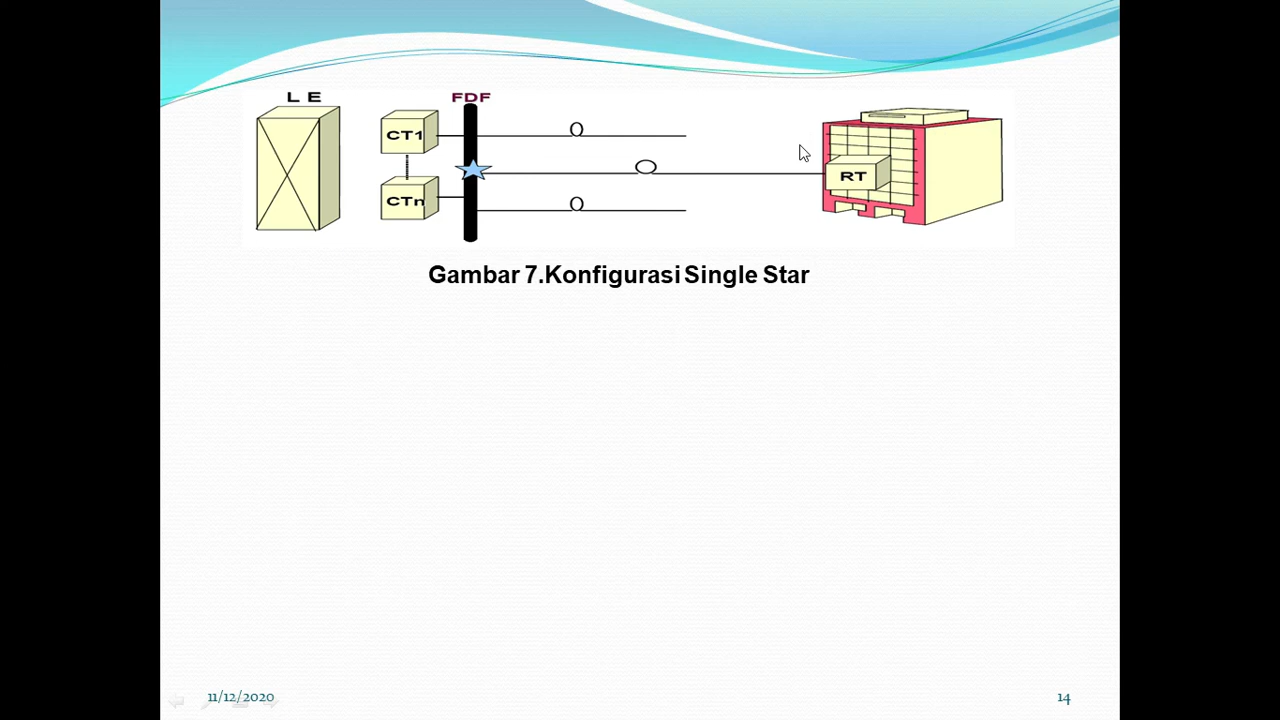 L E
FDF
CT1
CTn
RT
Gambar 7.Konfigurasi Single Star
11/12/2020
14